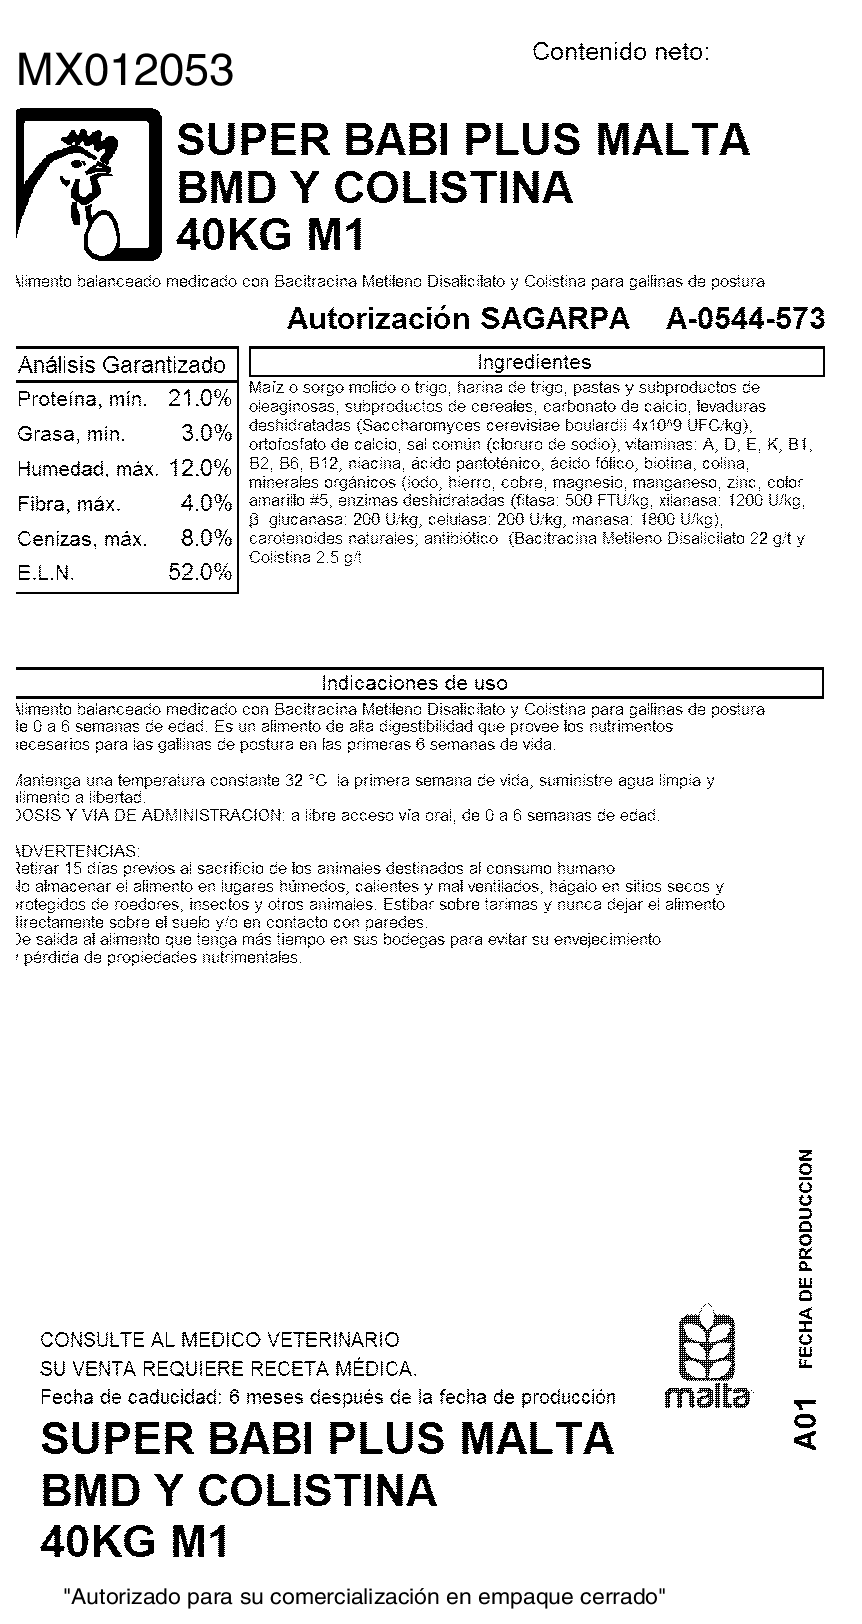 Contenido neto:
MX012053
SUPER BABI PLUS MALTA
BMD Y COLISTINA
40KG M1
Alimento balanceado medicado con Bacitracina Metileno Disalicilato y Colistina para gallinas de postura
Autorización SAGARPA A-0544-573
Análisis Garantizado
Proteína, mín. 21.0%
Grasa, mín. 3.0%
Humedad, máx. 12.0%
Fibra, máx. 4.0%
Cenizas, máx. 8.0%
E.L.N. 52.0%
Ingredientes
Maíz o sorgo molido o trigo, harina de trigo, pastas y subproductos de
oleaginosas, subproductos de cereales, carbonato de calcio, levaduras
deshidratadas (Saccharomyces cerevisiae boulardii 4x10^9 UFC/kg),
ortofosfato de calcio, sal común (cloruro de sodio), vitaminas: A, D, E, K, B1,
B2, B6, B12, niacina, ácido pantoténico, ácido fólico, biotina, colina,
minerales orgánicos (iodo, hierro, cobre, magnesio, manganeso, zinc, color
amarillo #5, enzimas deshidratadas (fitasa: 500 FTU/kg, xilanasa: 1200 U/kg,
β glucanasa: 200 U/kg, celulasa: 200 U/kg, manasa: 1800 U/kg),
carotenoides naturales; antibiótico (Bacitracina Metileno Disalicilato 22 g/t y
Colistina 2.5 g/t
Indicaciones de uso
Alimento balanceado medicado con Bacitracina Metileno Disalicilato y Colistina para gallinas de postura
de 0 a 6 semanas de edad. Es un alimento de alta digestibilidad que provee los nutrimentos
necesarios para las gallinas de postura en las primeras 6 semanas de vida.
Mantenga una temperatura constante 32 °C la primera semana de vida, suministre agua limpia y
alimento a libertad.
DOSIS Y VIA DE ADMINISTRACION: a libre acceso vía oral, de 0 a 6 semanas de edad.
ADVERTENCIAS:
Retirar 15 días previos al sacrificio de los animales destinados al consumo humano
No almacenar el alimento en lugares húmedos, calientes y mal ventilados, hágalo en sitios secos y
protegidos de roedores, insectos y otros animales. Estibar sobre tarimas y nunca dejar el alimento
directamente sobre el suelo y/o en contacto con paredes.
De salida al alimento que tenga más tiempo en sus bodegas para evitar su envejecimiento
y pérdida de propiedades nutrimentales.
A01 FECHA DE PRODUCCION
CONSULTE AL MEDICO VETERINARIO
SU VENTA REQUIERE RECETA MÉDICA.
Fecha de caducidad: 6 meses después de la fecha de producción
malta
SUPER BABI PLUS MALTA
BMD Y COLISTINA
40KG M1
"Autorizado para su comercialización en empaque cerrado"